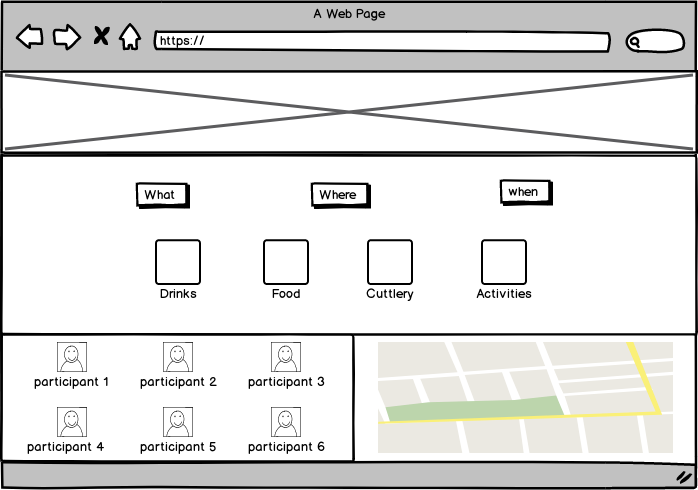 A Web Page
https://
What
Where
when
Drinks
Food
Cuttlery
Activities
participant 1
participant 2
participant 3
participant 4
participant 5
participant 6